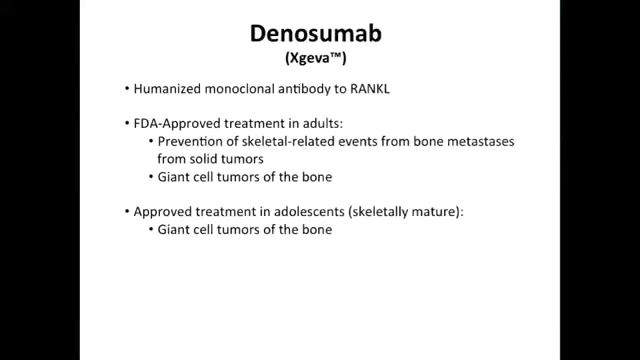 Denosumab
(Xgeva™)
• Humanized monoclonal antibody to RANKL
• FDA-Approved treatment in adults:
• Prevention of skeletal-related events from bone metastases
from solid tumors
• Giant cell tumors of the bone
• Approved treatment in adolescents (skeletally mature):
• Giant cell tumors of the bone